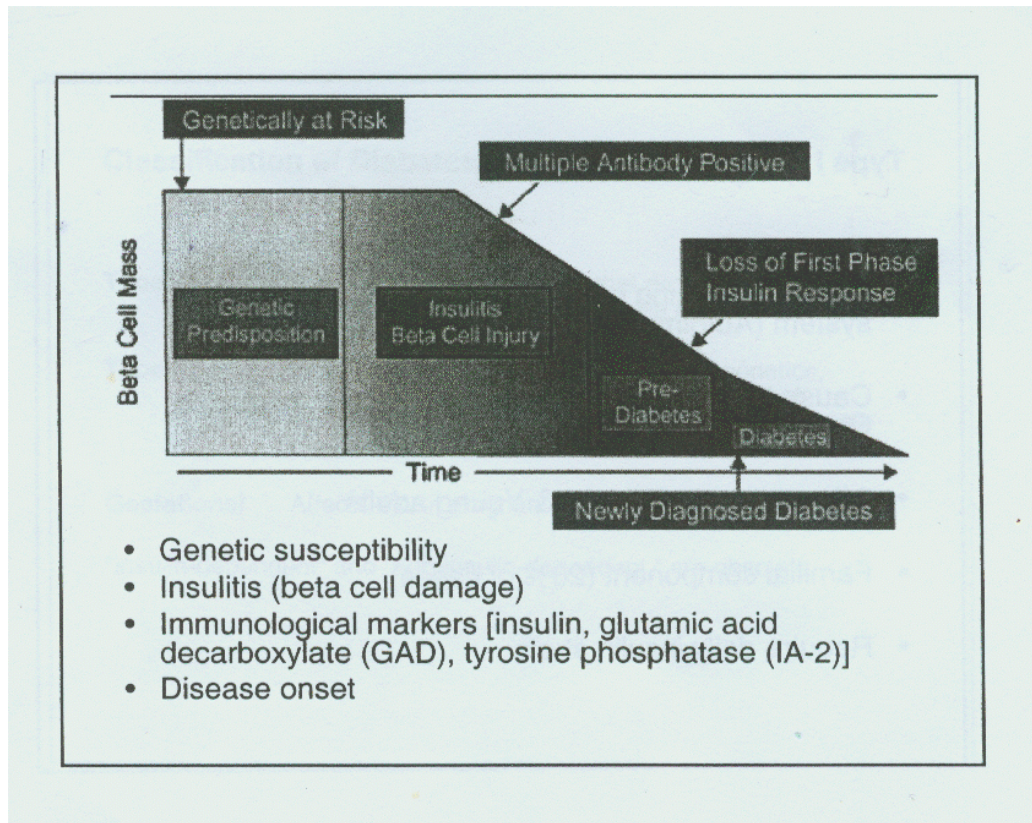 Genetically at Risk
Multiple Antibody Positive
Loss of First Phase
Insulin Response
Beta Cell Mass
Genetic
Predisposition
Insulitis
Beta Cell Injury
Pre-
Diabetes
Diabetes
Time
Newly Diagnosed Diabetes
• Genetic susceptibility
• Insulitis (beta cell damage)
• Immunological markers [insulin, glutamic acid
decarboxylate (GAD), tyrosine phosphatase (IA-2)]
• Disease onset